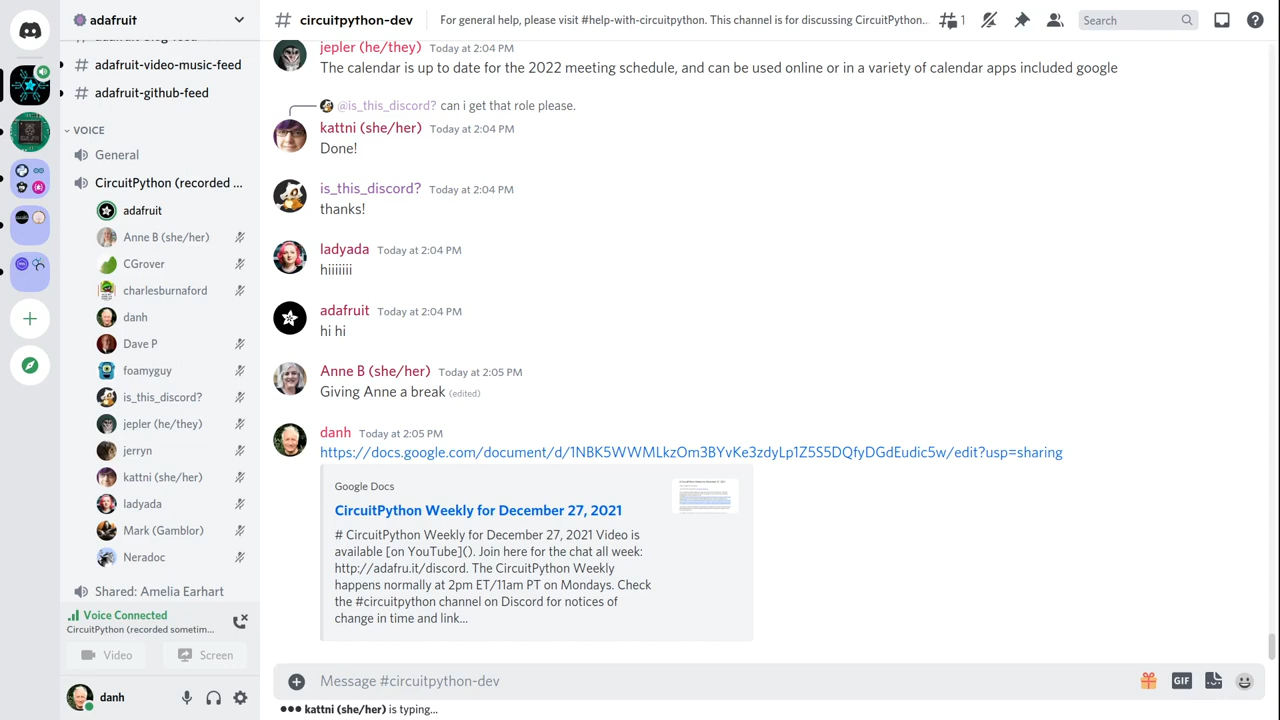 adafruit
adafruit-video-music-feed
adafruit-github-feed
VOICE
General
CircuitPython (recorded ...
adafruit
Anne B (she/her)
CGrover
charlesburnaford
danh
Dave P
foamyguy
is_this_discord?
jepler (he/they)
jerryn
kattni (she/her)
ladyada
Mark (Gamblor)
Neradoc
Shared: Amelia Earhart
Voice Connected
CircuitPython (recorded sometim...
Video
Screen
danh
circuitpython-dev
For general help, please visit #help-with-circuitpython. This channel is for discussing CircuitPython...
1
Search
jepler (he/they) Today at 2:04 PM
The calendar is up to date for the 2022 meeting schedule, and can be used online or in a variety of calendar apps included google
@is_this_discord? can i get that role please.
kattni (she/her) Today at 2:04 PM
Done!
is_this_discord? Today at 2:04 PM
thanks!
ladyada Today at 2:04 PM
hiiiiiii
adafruit Today at 2:04 PM
hi hi
Anne B (she/her) Today at 2:05 PM
Giving Anne a break (edited)
danh Today at 2:05 PM
https://docs.google.com/document/d/1NBK5WWMLkzOm3BYvKe3zdyLp1Z5S5DQfyDGdEudic5w/edit?usp=sharing
Google Docs
CircuitPython Weekly for December 27, 2021
# CircuitPython Weekly for December 27, 2021 Video is
available [on YouTube](). Join here for the chat all week:
http://adafru.it/discord. The CircuitPython Weekly
happens normally at 2pm ET/11am PT on Mondays. Check
the #circuitpython channel on Discord for notices of
change in time and link...
Message #circuitpython-dev
GIF
kattni (she/her) is typing...